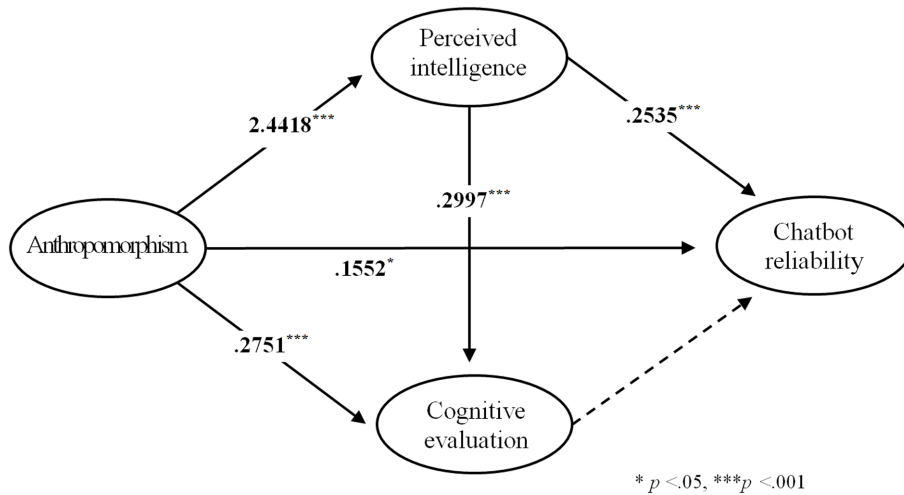 Perceived
intelligence
2.4418***
.2535***
.2997***
Anthropomorphism
Chatbot
reliability
.1552*
.2751***
Cognitive
evaluation
* p <.05, ***p <.001